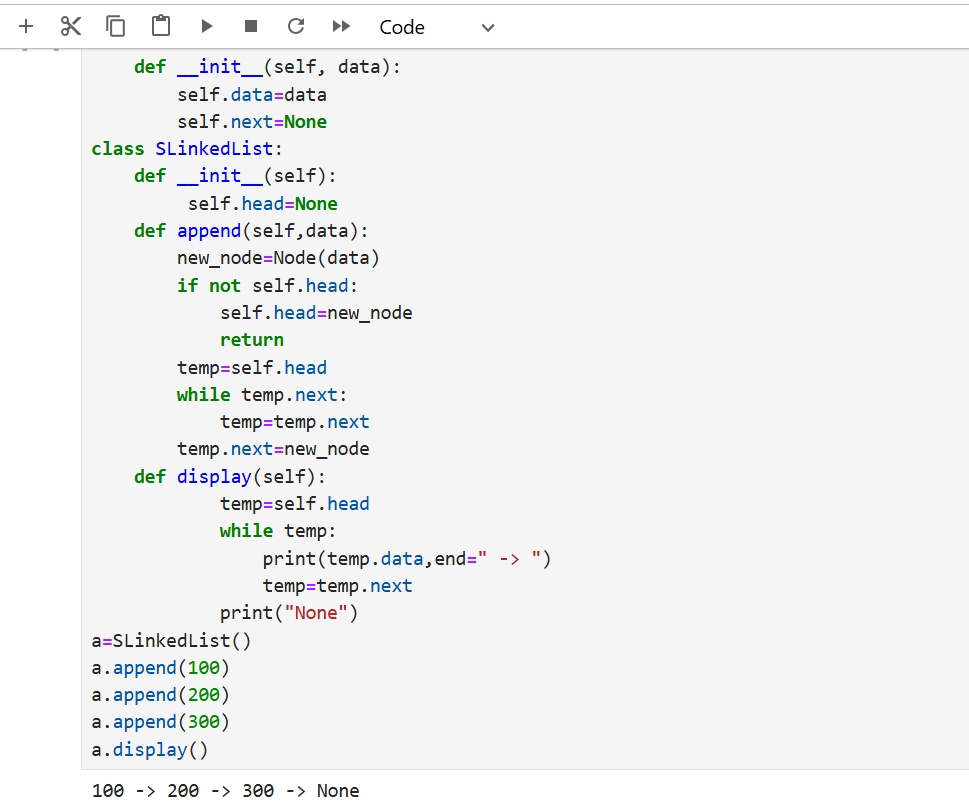 Code
    def __init__(self, data):
        self.data=data
        self.next=None
class SLinkedList:
    def __init__(self):
         self.head=None
    def append(self,data):
        new_node=Node(data)
        if not self.head:
            self.head=new_node
            return
        temp=self.head
        while temp.next:
            temp=temp.next
        temp.next=new_node
    def display(self):
            temp=self.head
            while temp:
                print(temp.data,end=" -> ")
                temp=temp.next
            print("None")
a=SLinkedList()
a.append(100)
a.append(200)
a.append(300)
a.display()
100 -> 200 -> 300 -> None